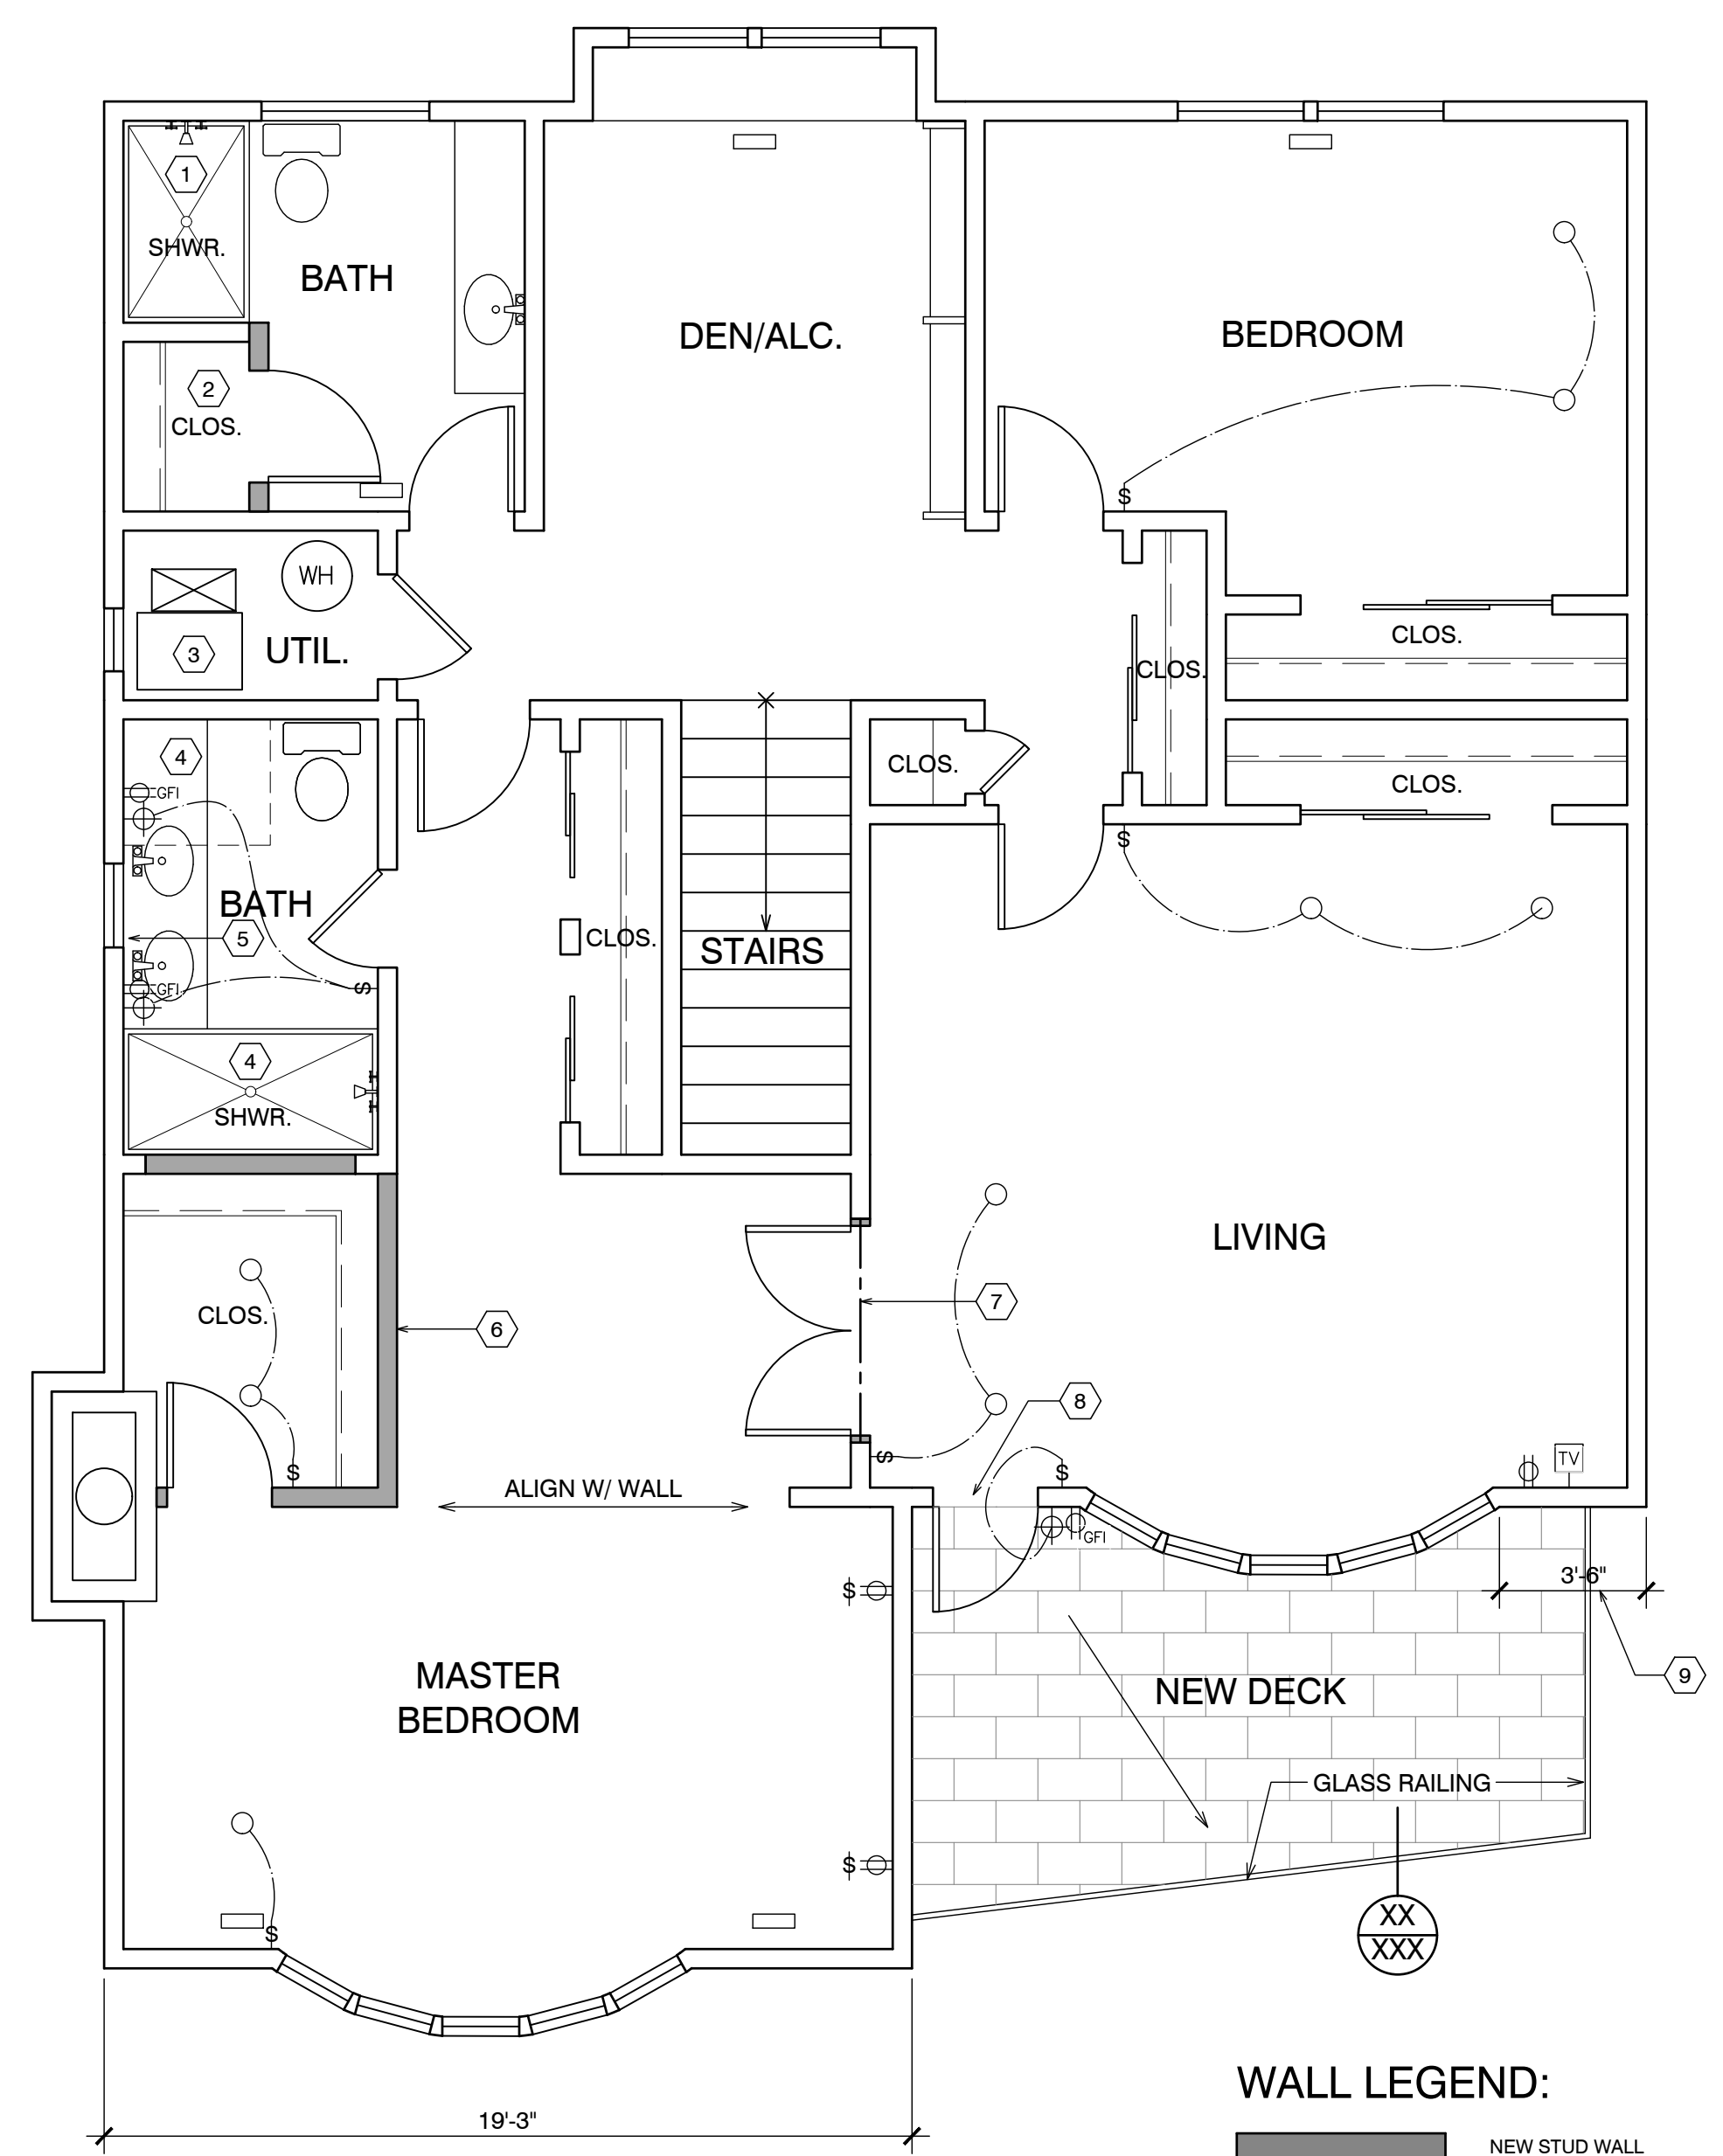 1
SHWR.
BATH
DEN/ALC.
BEDROOM
2
CLOS.
$
WH
3
UTIL.
CLOS.
CLOS.
4
GFI
CLOS.
CLOS.
$
BATH
5
CLOS.
STAIRS
GFI
$
4
SHWR.
LIVING
7
CLOS.
6
8
$
TV
$
$
ALIGN W/ WALL
GFI
3'-6"
$
MASTER
BEDROOM
NEW DECK
9
GLASS RAILING
$
XX
XXX
$
WALL LEGEND:
19'-3"
NEW STUD WALL